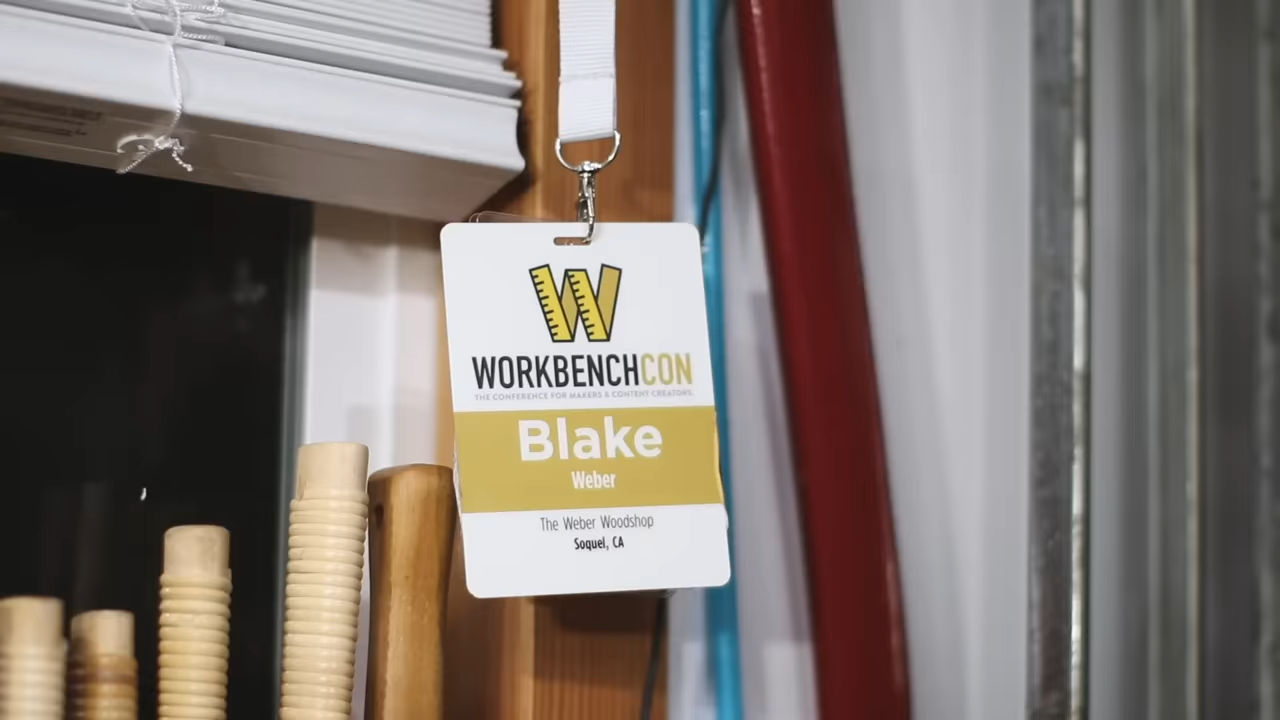 W
WORKBENCHCON
THE CONFERENCE FOR MAKERS & CONTENT CREATORS
Blake
Weber
The Weber Woodshop
Soquel, CA